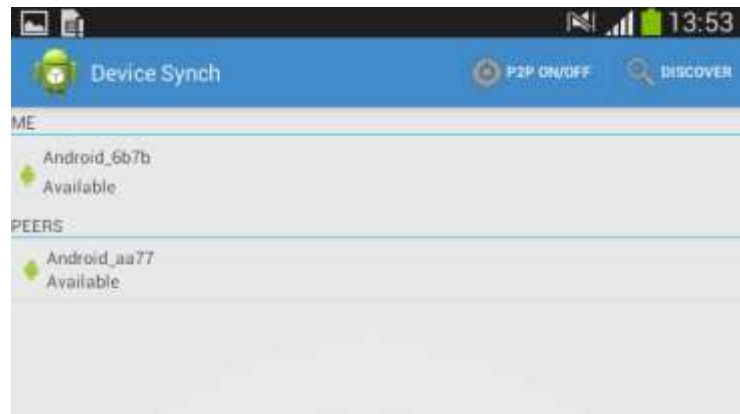 13:53
Device Synch
P2P ON/OFF
DISCOVER
ME
Android_6b7b
Available
PEERS
Android_aa77
Available